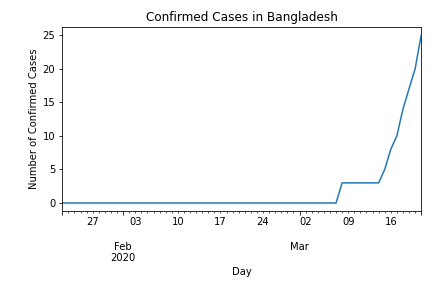 Confirmed Cases in Bangladesh
Number of Confirmed Cases
25
20
15
10
5
0
27 03 10 17 24 02 09 16
Feb Mar
2020
Day